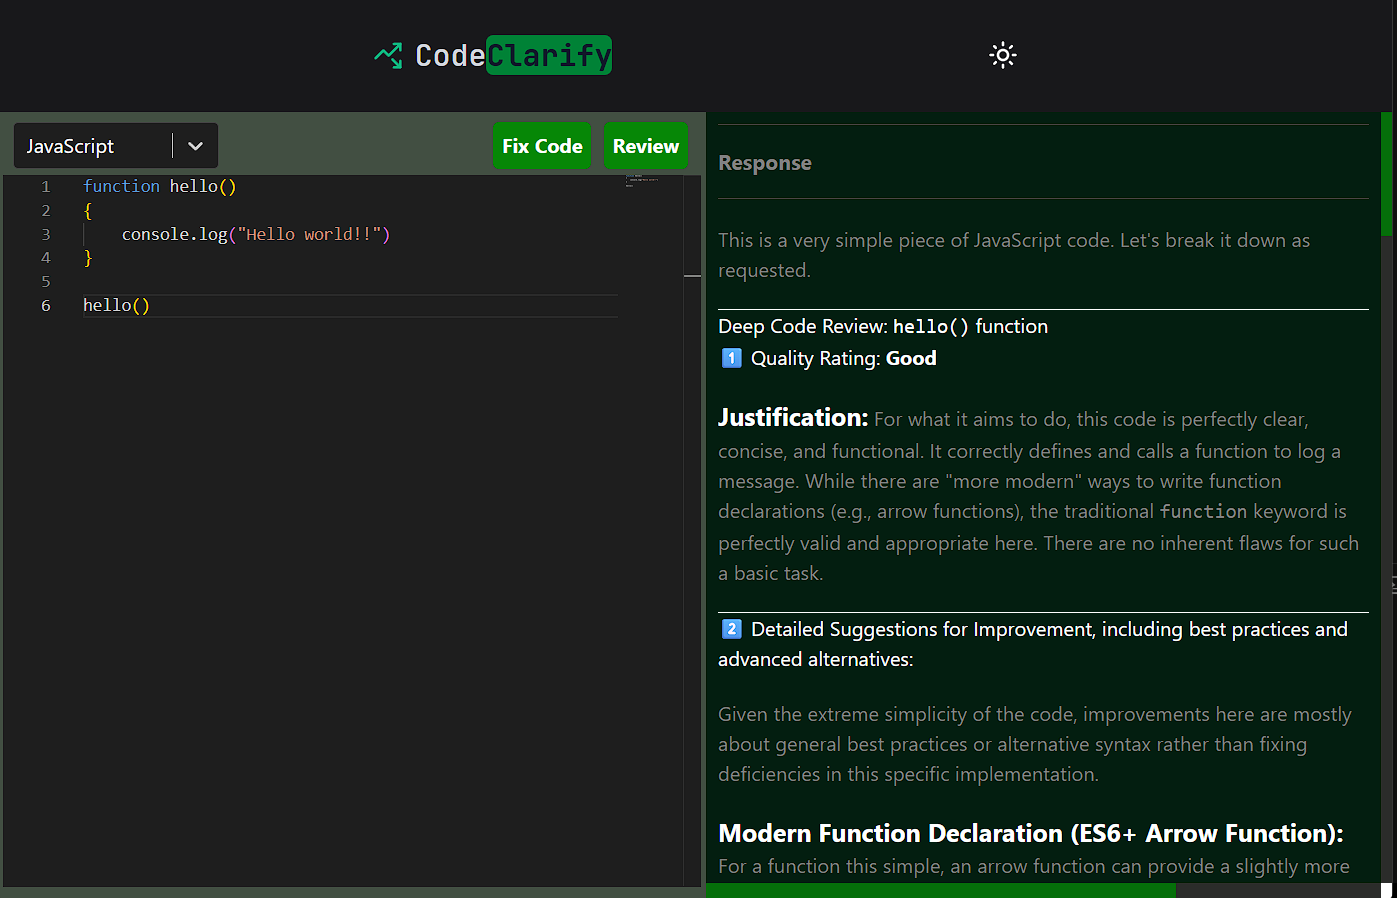 CodeClarify
JavaScript
Fix Code
Review
1 function hello()
2 {
3     console.log("Hello world!!")
4 }
5
6 hello()
Response
This is a very simple piece of JavaScript code. Let's break it down as
requested.
Deep Code Review: hello() function
1 Quality Rating: Good
Justification: For what it aims to do, this code is perfectly clear,
concise, and functional. It correctly defines and calls a function to log a
message. While there are "more modern" ways to write function
declarations (e.g., arrow functions), the traditional function keyword is
perfectly valid and appropriate here. There are no inherent flaws for such
a basic task.
2 Detailed Suggestions for Improvement, including best practices and
advanced alternatives:
Given the extreme simplicity of the code, improvements here are mostly
about general best practices or alternative syntax rather than fixing
deficiencies in this specific implementation.
Modern Function Declaration (ES6+ Arrow Function):
For a function this simple, an arrow function can provide a slightly more